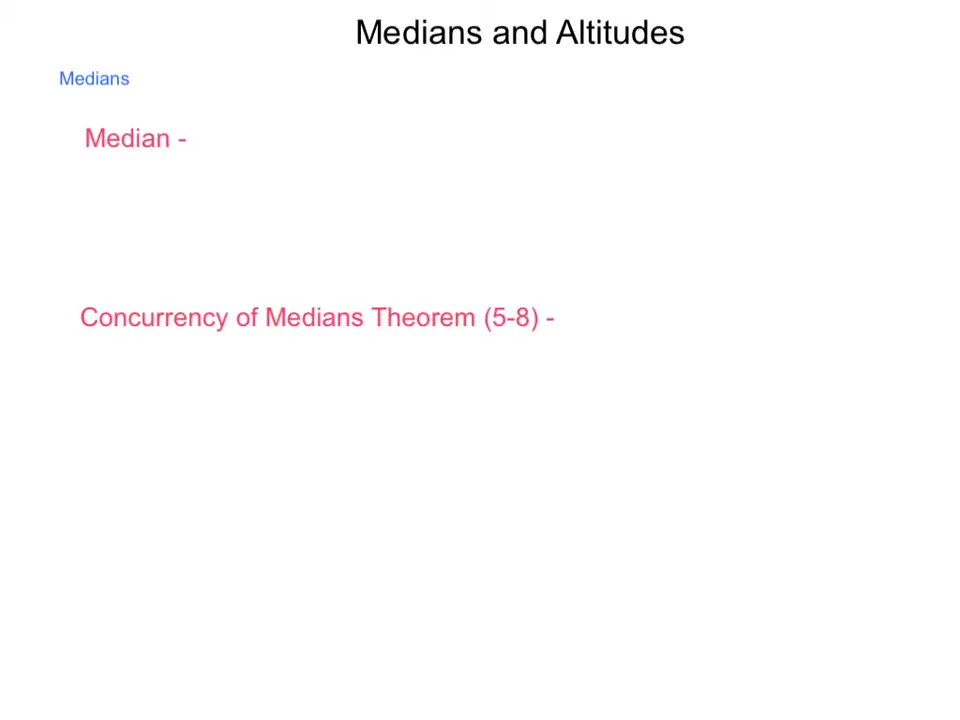 Medians and Altitudes
Medians
Median -
Concurrency of Medians Theorem (5-8) -